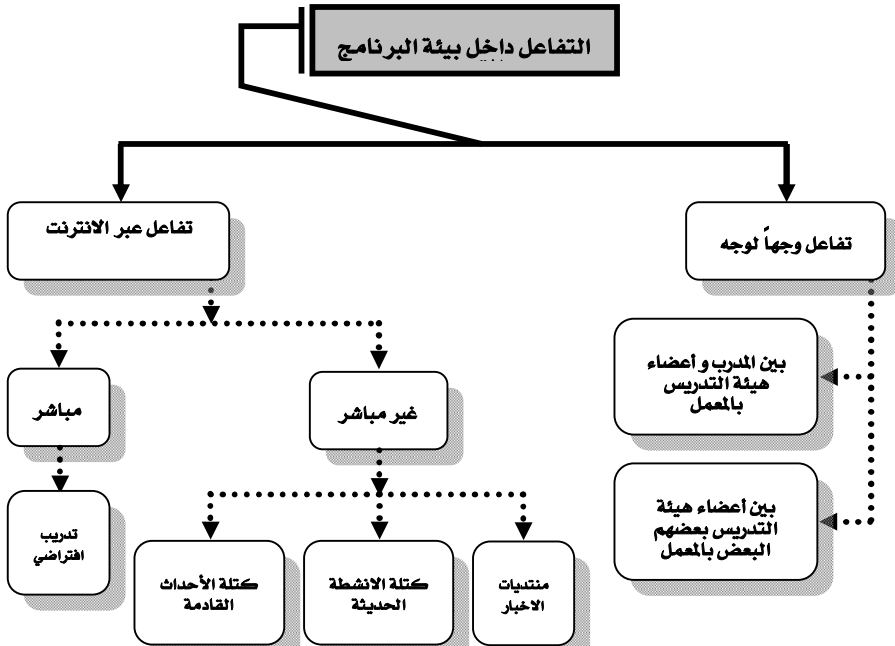 التفاعل داخل بيئة البرنامج
تفاعل وجهاً لوجه
تفاعل عبر الانترنت
بين المدرب و أعضاء
هيئة التدريس
بالمعمل
بين أعضاء هيئة
التدريس بعضهم
البعض بالمعمل
غير مباشر
مباشر
منتديات
الاخبار
كتلة الانشطة
الحديثة
كتلة الأحداث
القادمة
تدريب
افتراضي